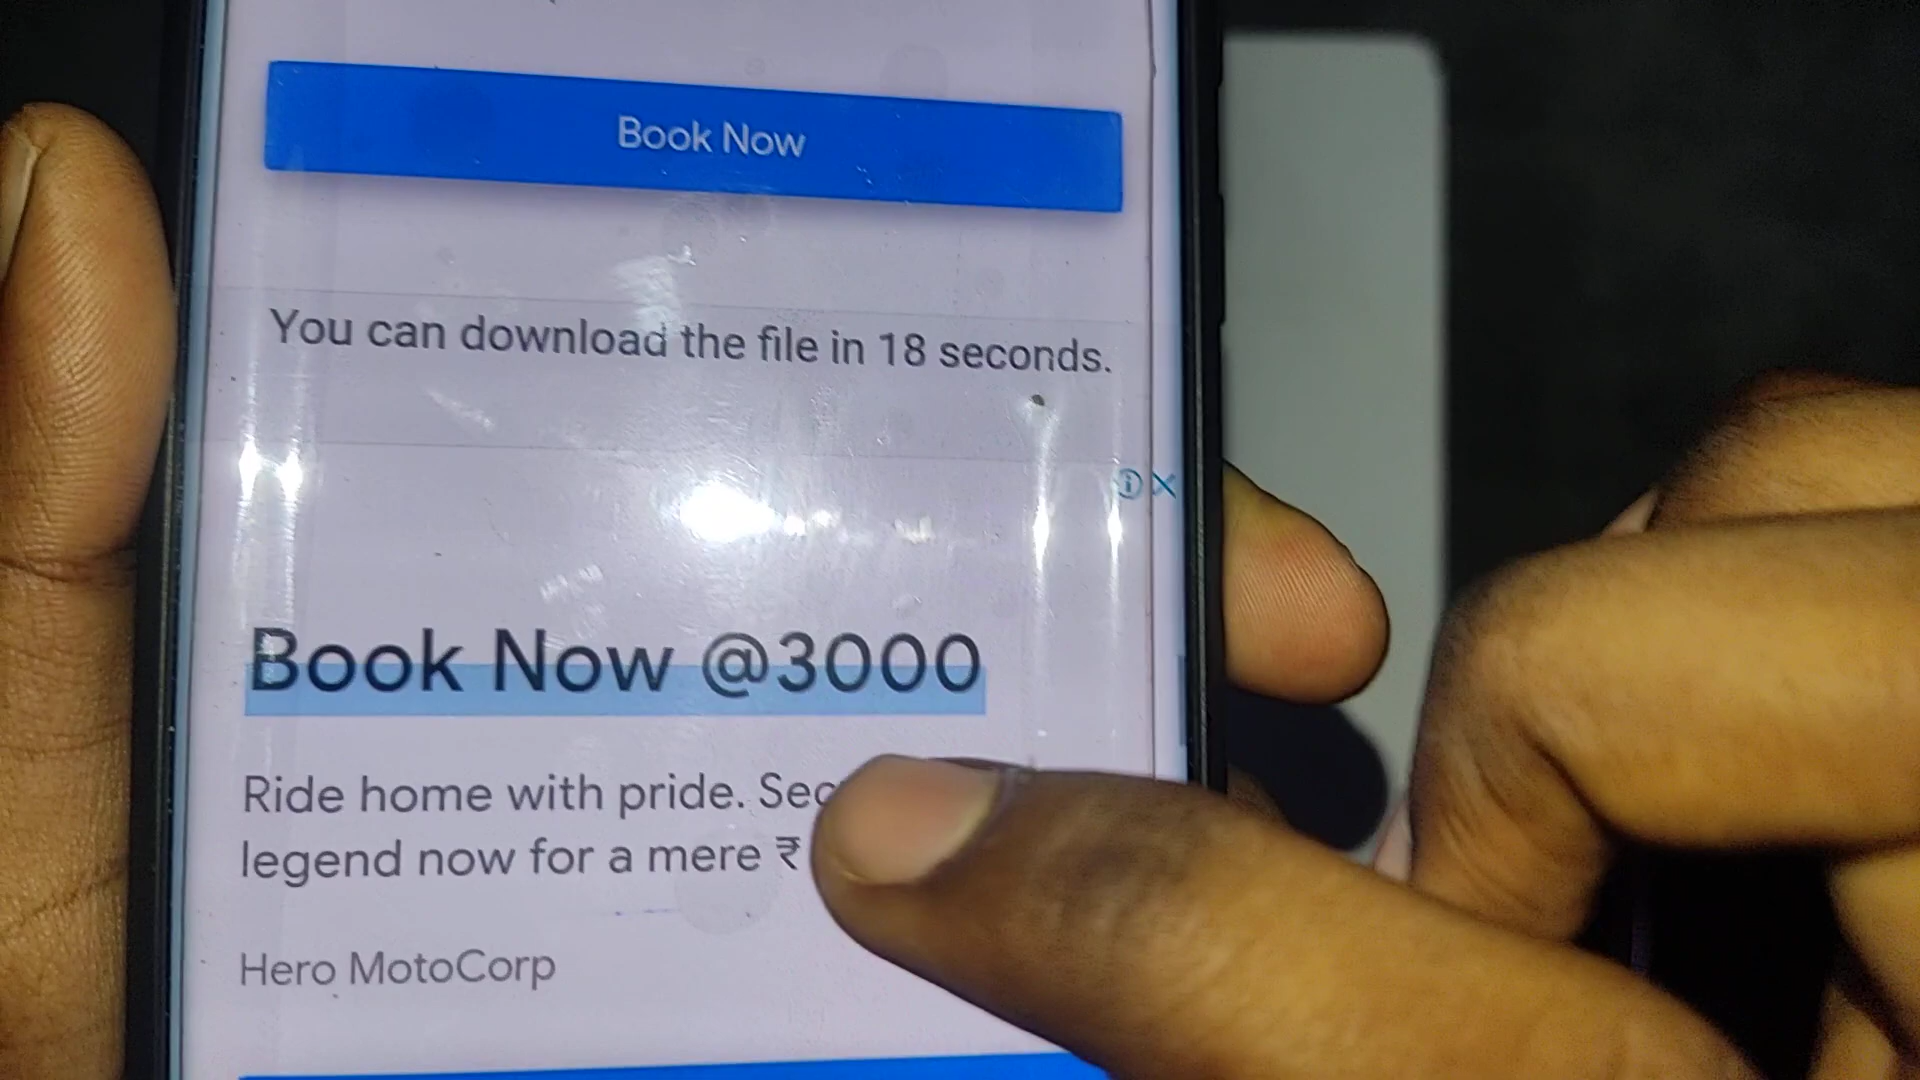 Book Now
You can download the file in 18 seconds.
Book Now @3000
Ride home with pride.
legend now for a mere ₹
Hero MotoCorp